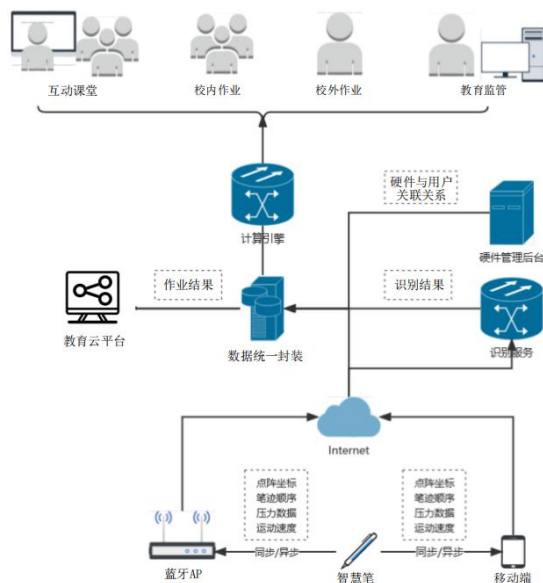 互动课堂
校内作业
校外作业
教育监管
硬件与用户
关联关系
计算引擎
硬件管理后台
作业结果
识别结果
教育云平台
数据统一封装
识别服务
Internet
点阵坐标
笔迹顺序
压力数据
运动速度
点阵坐标
笔迹顺序
压力数据
运动速度
同步/异步
同步/异步
蓝牙AP
智慧笔
移动端